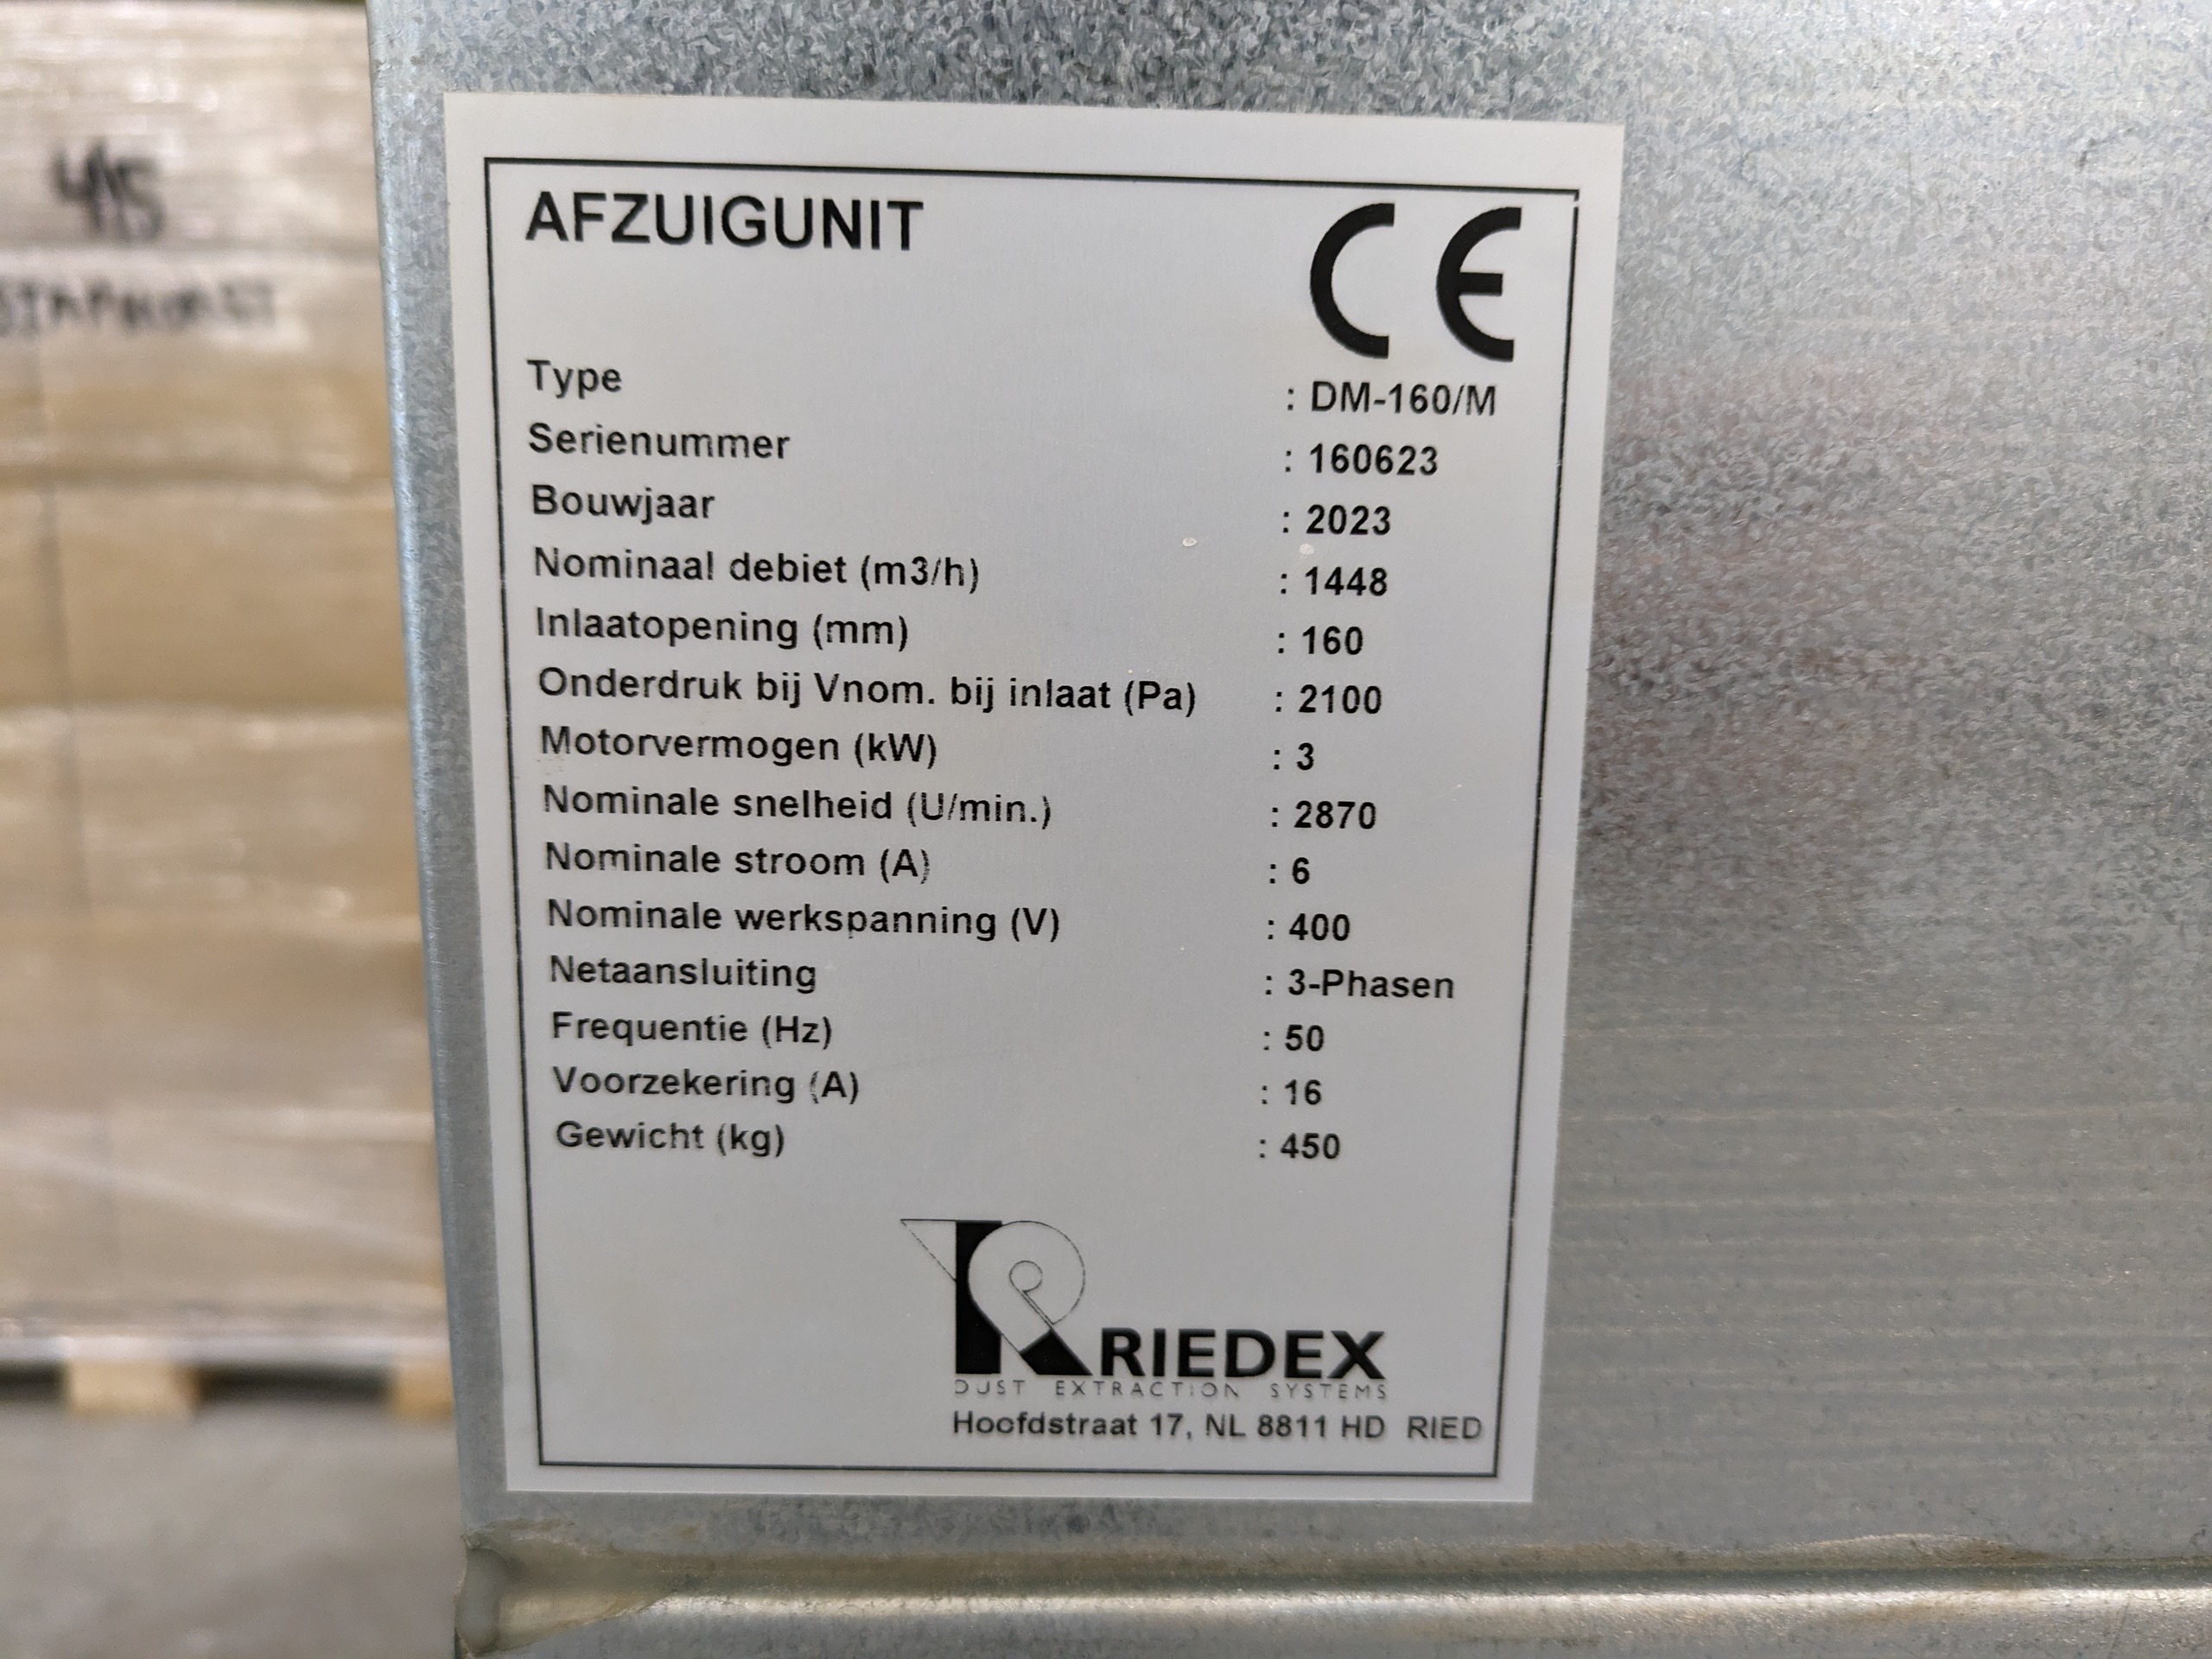 415
AFZUIGUNIT
CE
Type : DM-160/M
Serienummer : 160623
Bouwjaar : 2023
Nominaal debiet (m3/h) : 1448
Inlaatopening (mm) : 160
Onderdruk bij Vnom. bij inlaat (Pa) : 2100
Motorvermogen (kW) : 3
Nominale snelheid (U/min.) : 2870
Nominale stroom (A) : 6
Nominale werkspanning (V) : 400
Netaansluiting : 3-Phasen
Frequentie (Hz) : 50
Voorzekering (A) : 16
Gewicht (kg) : 450
RIEDEX
DUST EXTRACTION SYSTEMS
Hoofdstraat 17, NL 8811 HD RIED